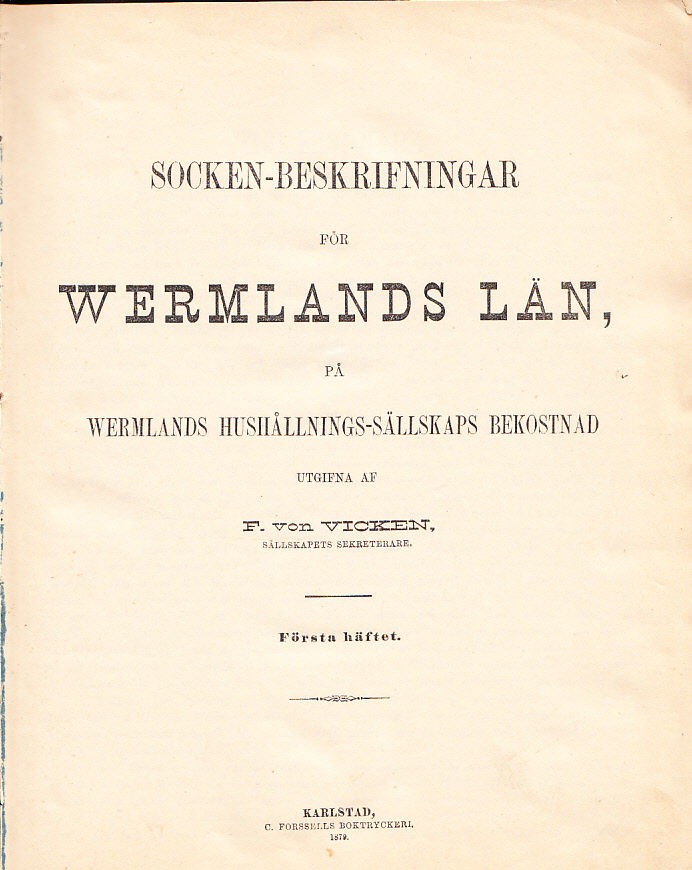 SOCKEN-BESKRIFNINGAR
FÖR
WERMLANDS LÄN,
PÅ
WERMLANDS HUSHÅLLNINGS-SÄLLSKAPS BEKOSTNAD
UTGIFNA AF
F. von VICKEN,
SÄLLSKAPETS SEKRETERARE.
Första häftet.
KARLSTAD,
C. FORSSELLS BOKTRYCKERI,
1879.